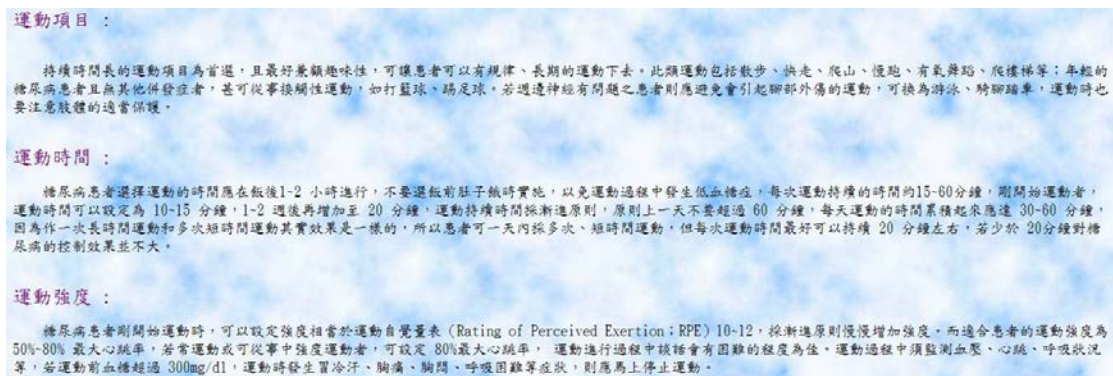 運動項目 :
持續時間長的運動項目為首選，且最好兼顧趣味性，可讓患者可以有規律、長期的運動下去。此類運動包括散步、快走、爬山、慢跑、有氧舞蹈、爬樓梯等；年輕的
糖尿病患者且無其他併發症者，甚可從事接觸性運動，如打籃球、踢足球。若週邊神經有問題之患者則應避免會引起腳部外傷的運動，可換為游泳、騎腳踏車，運動時也
要注意肢體的適當保護。
運動時間 :
糖尿病患者選擇運動的時間應在飯後1-2 小時進行，不要選飯前肚子餓時實施，以免運動過程中發生低血糖症，每次運動持續的時間約15-60分鐘，剛開始運動者，
運動時間可以設定為 10-15 分鐘，1-2 週後再增加至 20 分鐘，運動持續時間採漸進原則，原則上一天不要超過 60 分鐘，每天運動的時間累積起來應達 30-60 分鐘，
因為作一次長時間運動和多次短時間運動其實效果是一樣的，所以患者可一天內採多次、短時間運動，但每次運動時間最好可以持續 20 分鐘左右，若少於 20分鐘對糖
尿病的控制效果並不大。
運動強度 :
糖尿病患者剛開始運動時，可以設定強度相當於運動自覺量表 (Rating of Perceived Exertion；RPE) 10-12，採漸進原則慢慢增加強度。而適合患者的運動強度為
50%-80% 最大心跳率，若常運動或可從事中強度運動者，可設定 80%最大心跳率， 運動進行過程中談話會有困難的程度為佳。運動過程中須監測血壓、心跳、呼吸狀況
等，若運動前血糖超過 300mg/dl，運動時發生冒冷汗、胸痛、胸悶、呼吸困難等症狀，則應馬上停止運動。